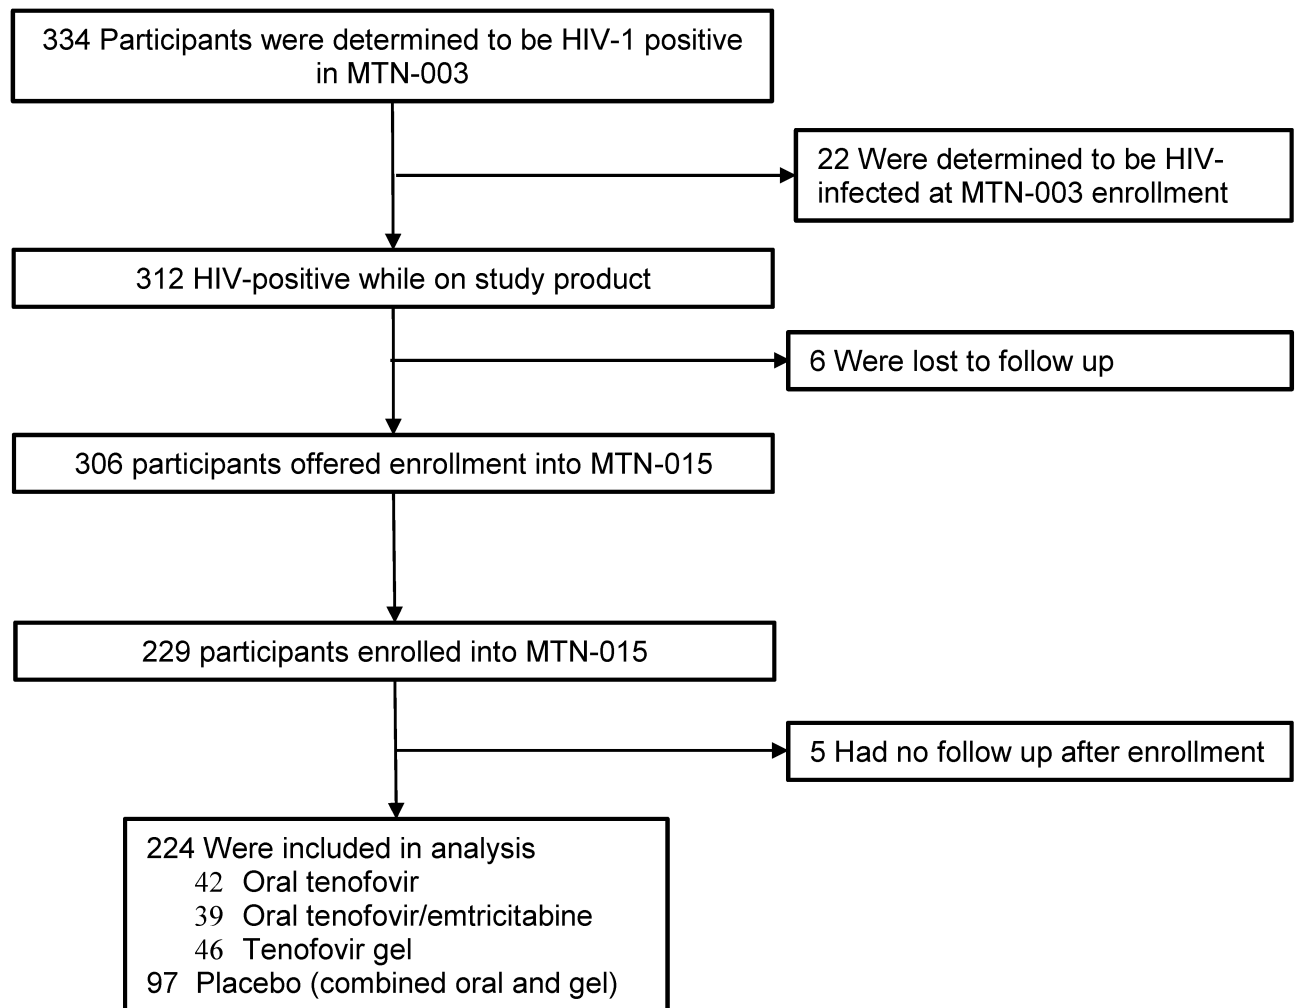 334 Participants were determined to be HIV-1 positive
in MTN-003
22 Were determined to be HIV-
infected at MTN-003 enrollment
312 HIV-positive while on study product
6 Were lost to follow up
306 participants offered enrollment into MTN-015
229 participants enrolled into MTN-015
5 Had no follow up after enrollment
224 Were included in analysis
42 Oral tenofovir
39 Oral tenofovir/emtricitabine
46 Tenofovir gel
97 Placebo (combined oral and gel)